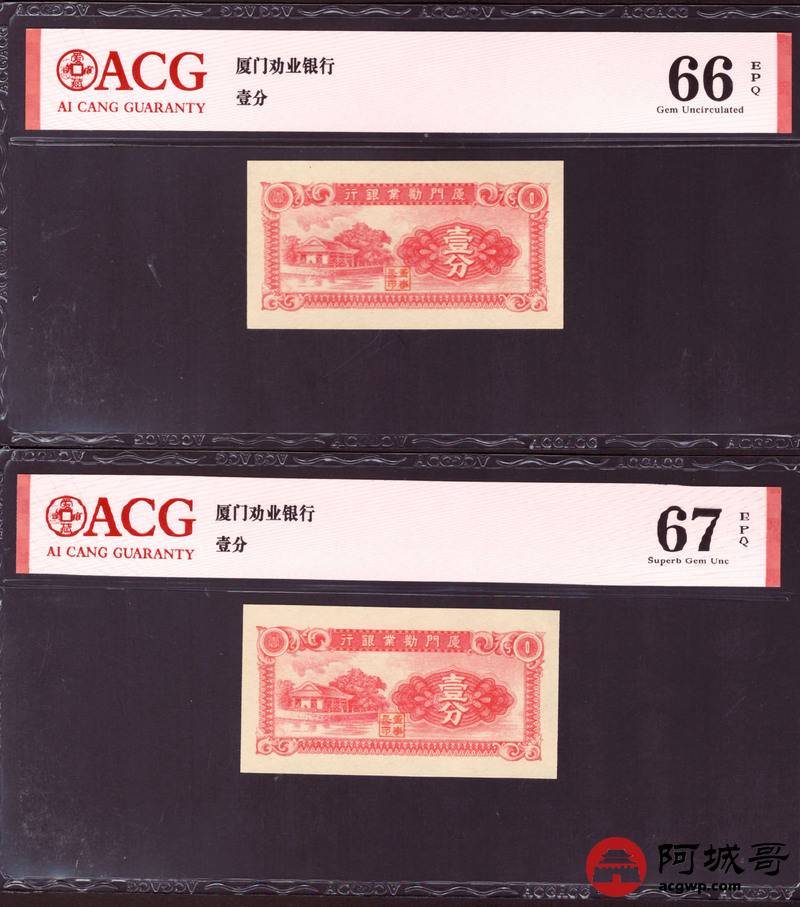 ACG
AI CANG GUARANTY
厦门劝业银行
壹分
66
Gem Uncirculated
EPQ
行銀業勸門廈
壹分
ACG
AI CANG GUARANTY
厦门劝业银行
壹分
67
Superb Gem Unc
EPQ
行銀業勸門廈
壹分
阿城哥
acgwp.com